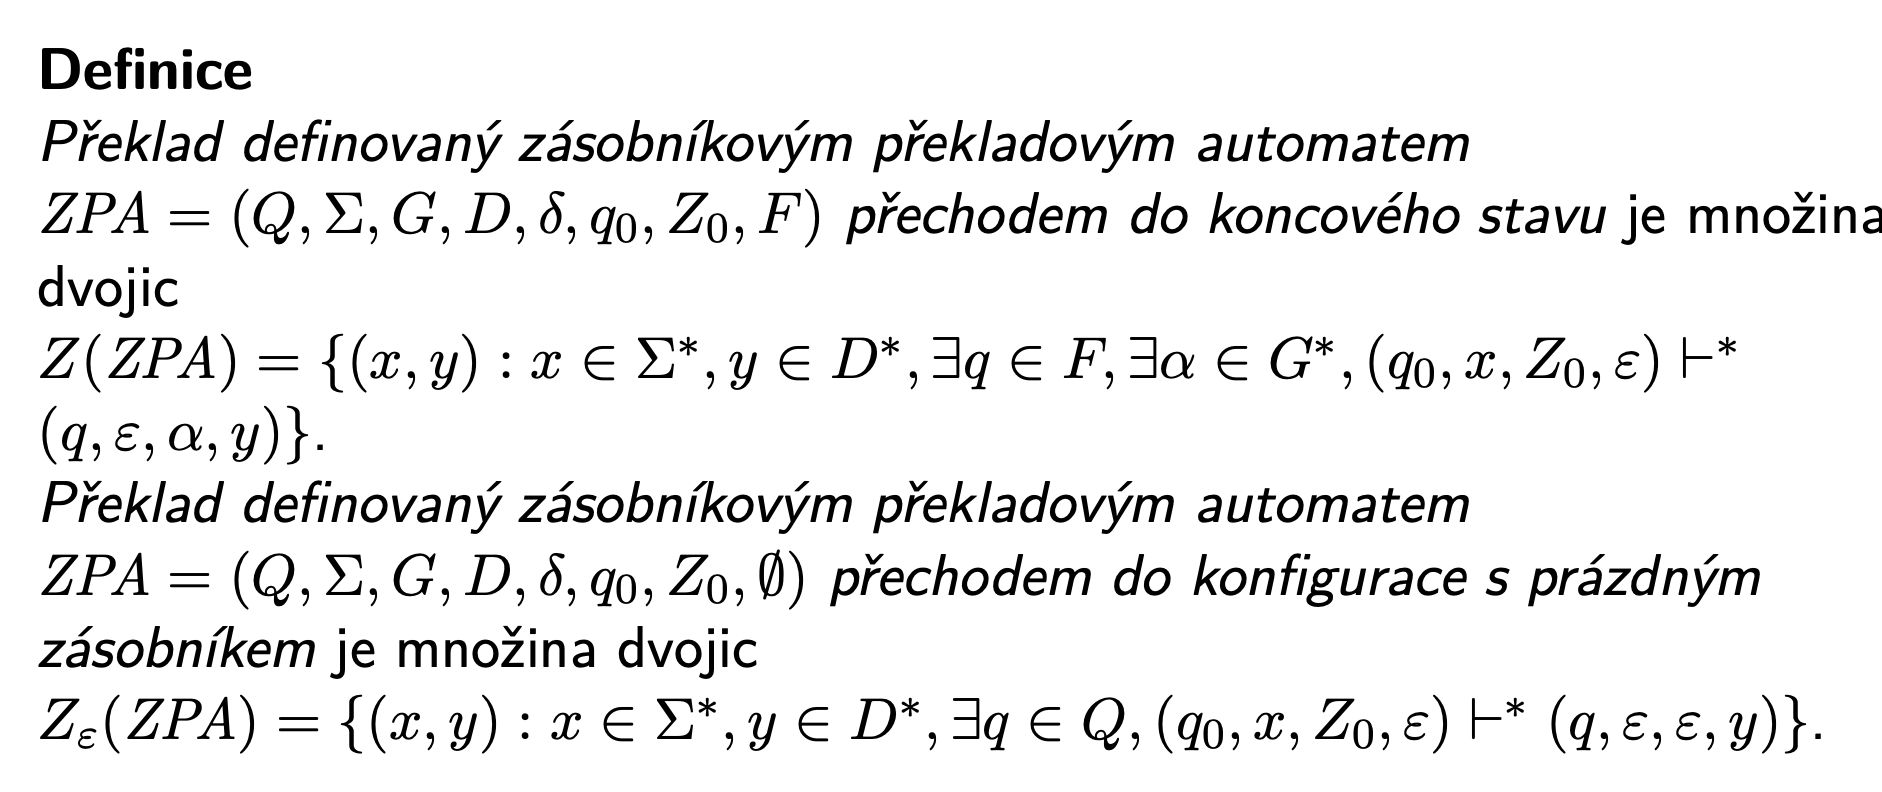 Definice
Překlad definovaný zásobníkovým překladovým automatem
ZPA = (Q, Σ, G, D, δ, q₀, Z₀, F) přechodem do koncového stavu je množina
dvojic
Z(ZPA) = {(x, y) : x ∈ Σ*, y ∈ D*, ∃q ∈ F, ∃α ∈ G*, (q₀, x, Z₀, ε) ⊢*
(q, ε, α, y)}.
Překlad definovaný zásobníkovým překladovým automatem
ZPA = (Q, Σ, G, D, δ, q₀, Z₀, ∅) přechodem do konfigurace s prázdným
zásobníkem je množina dvojic
Z_ε(ZPA) = {(x, y) : x ∈ Σ*, y ∈ D*, ∃q ∈ Q, (q₀, x, Z₀, ε) ⊢* (q, ε, ε, y)}.